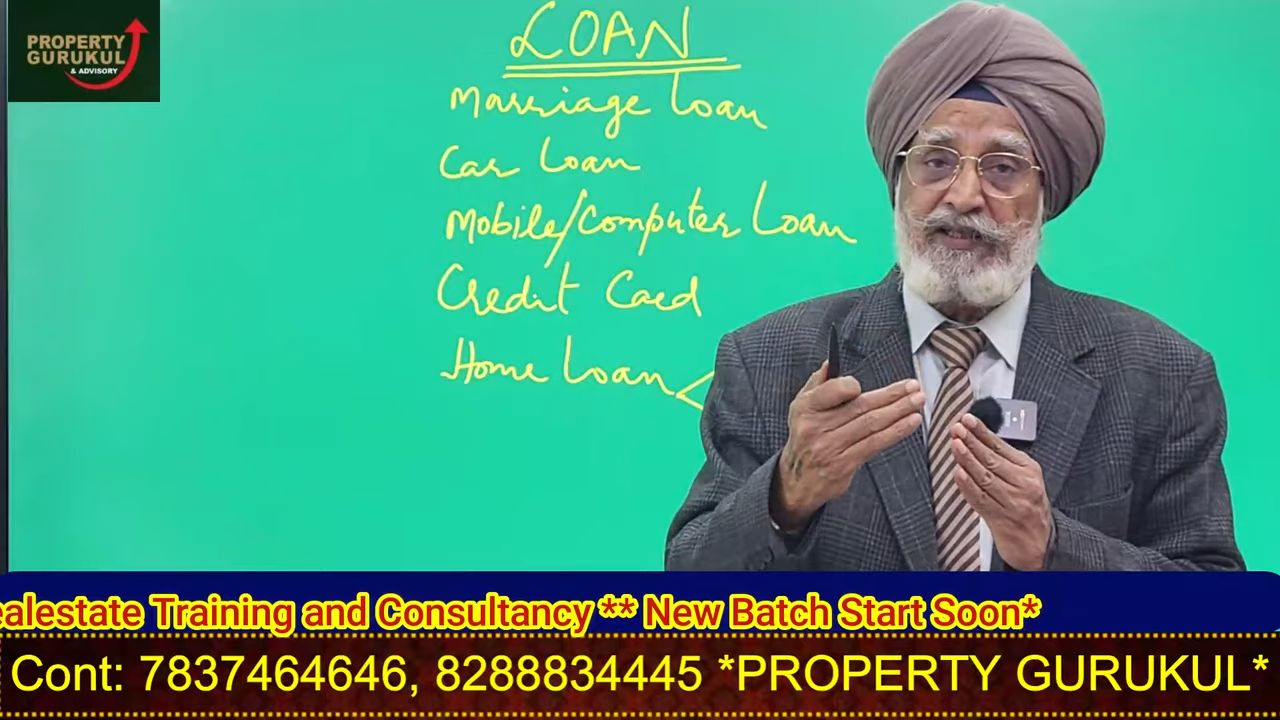 PROPERTY
GURUKUL
& ADVISORY
LOAN
Marriage Loan
Car Loan
Mobile/Computer Loan
Credit Card
Home Loan
ealestate Training and Consultancy ** New Batch Start Soon*
Cont: 7837464646, 8288834445 *PROPERTY GURUKUL*